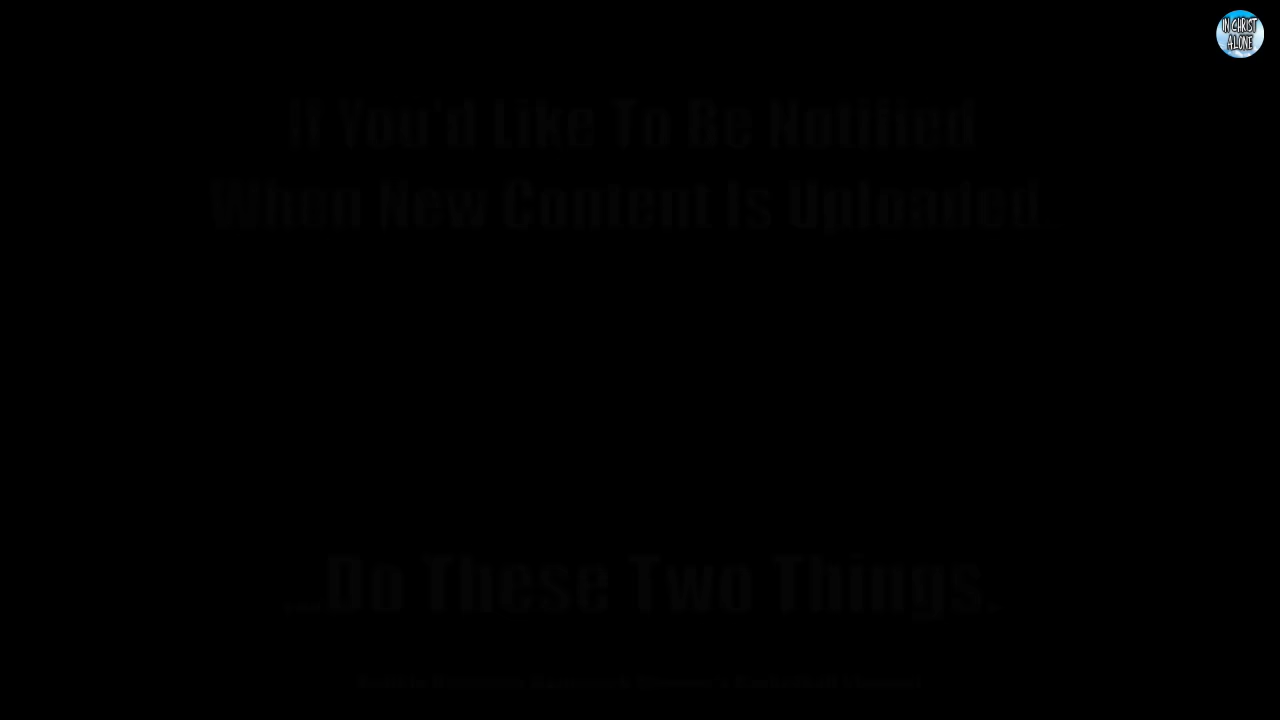 IN CHRIST
ALONE
If You'd Like To Be Notified
When New Content Is Uploaded...
...Do These Two Things.